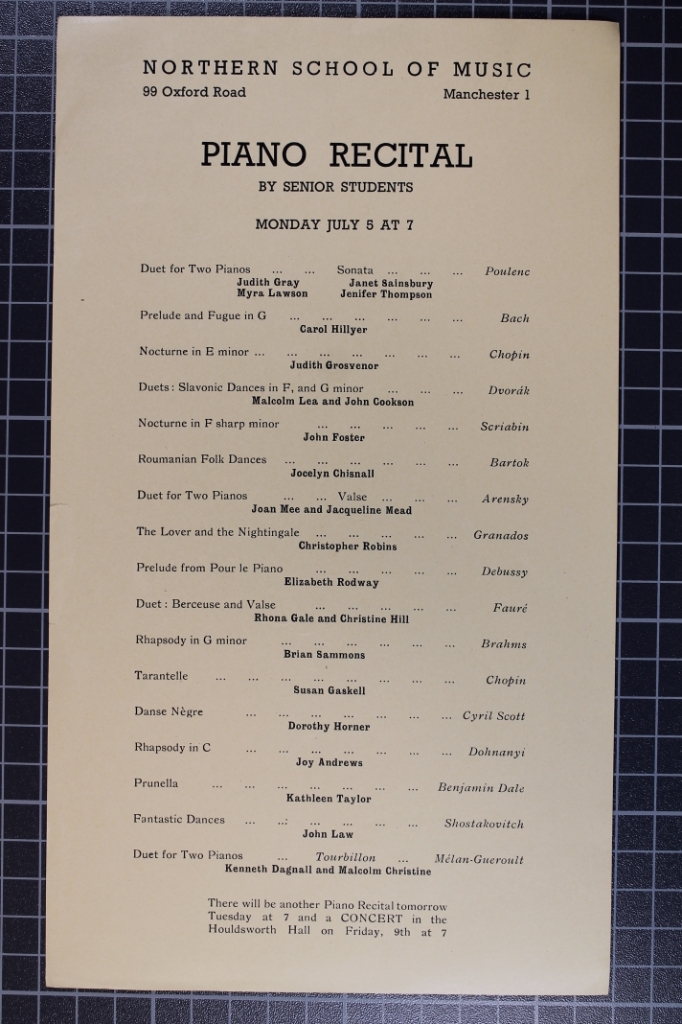 NORTHERN SCHOOL OF MUSIC
99 Oxford Road Manchester 1
PIANO RECITAL
BY SENIOR STUDENTS
MONDAY JULY 5 AT 7
Duet for Two Pianos ... ... Sonata ... ... ... Poulenc
Judith Gray Janet Sainsbury
Myra Lawson Jenifer Thompson
Prelude and Fugue in G ... ... ... ... ... ... Bach
Carol Hillyer
Nocturne in E minor ... ... ... ... ... ... ... Chopin
Judith Grosvenor
Duets: Slavonic Dances in F, and G minor ... ... ... Dvorák
Malcolm Lea and John Cookson
Nocturne in F sharp minor ... ... ... ... ... Scriabin
John Foster
Roumanian Folk Dances ... ... ... ... ... ... Bartok
Jocelyn Chisnall
Duet for Two Pianos ... ... Valse ... ... ... Arensky
Joan Mee and Jacqueline Mead
The Lover and the Nightingale ... ... ... ... ... Granados
Christopher Robins
Prelude from Pour le Piano ... ... ... ... ... Debussy
Elizabeth Rodway
Duet : Berceuse and Valse ... ... ... ... ... Fauré
Rhona Gale and Christine Hill
Rhapsody in G minor ... ... ... ... ... ... Brahms
Brian Sammons
Tarantelle ... ... ... ... ... ... ... ... Chopin
Susan Gaskell
Danse Nègre ... ... ... ... ... ... ... Cyril Scott
Dorothy Horner
Rhapsody in C ... ... ... ... ... ... ... Dohnanyi
Joy Andrews
Prunella ... ... ... ... ... ... ... Benjamin Dale
Kathleen Taylor
Fantastic Dances ... ..: ... ... ... ... Shostakovitch
John Law
Duet for Two Pianos ... Tourbillon ... Mélan-Gueroult
Kenneth Dagnall and Malcolm Christine
There will be another Piano Recital tomorrow
Tuesday at 7 and a CONCERT in the
Houldsworth Hall on Friday, 9th at 7